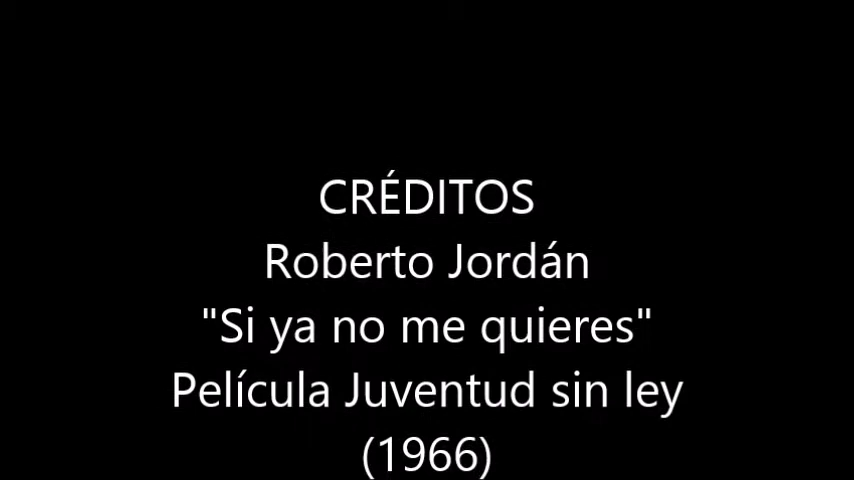 CRÉDITOS
Roberto Jordán
"Si ya no me quieres"
Película Juventud sin ley
(1966)